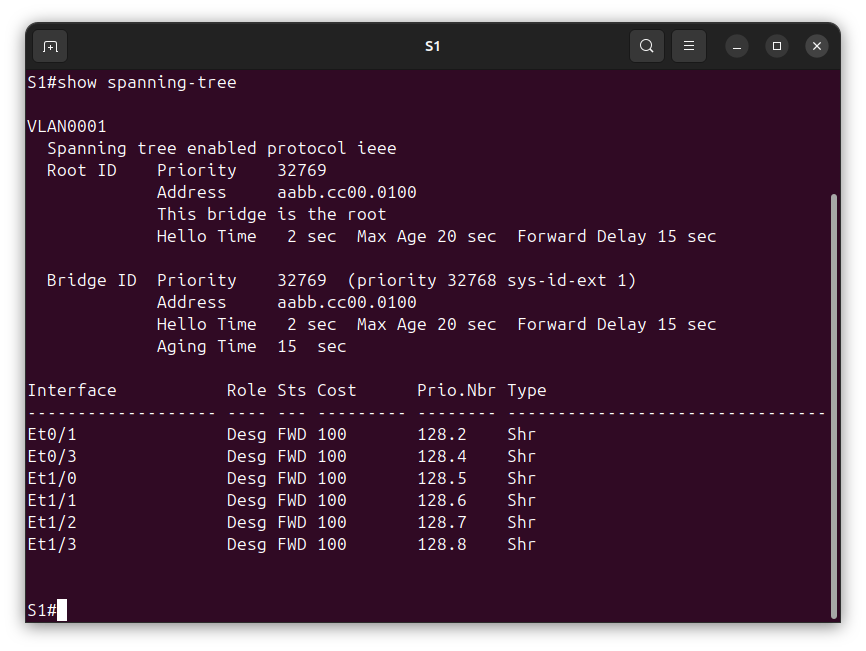 S1
S1#show spanning-tree

VLAN0001
  Spanning tree enabled protocol ieee
  Root ID    Priority    32769
             Address     aabb.cc00.0100
             This bridge is the root
             Hello Time   2 sec  Max Age 20 sec  Forward Delay 15 sec

  Bridge ID  Priority    32769  (priority 32768 sys-id-ext 1)
             Address     aabb.cc00.0100
             Hello Time   2 sec  Max Age 20 sec  Forward Delay 15 sec
             Aging Time  15  sec

Interface           Role Sts Cost      Prio.Nbr Type
------------------- ---- --- --------- -------- --------------------------------
Et0/1               Desg FWD 100       128.2    Shr
Et0/3               Desg FWD 100       128.4    Shr
Et1/0               Desg FWD 100       128.5    Shr
Et1/1               Desg FWD 100       128.6    Shr
Et1/2               Desg FWD 100       128.7    Shr
Et1/3               Desg FWD 100       128.8    Shr


S1#